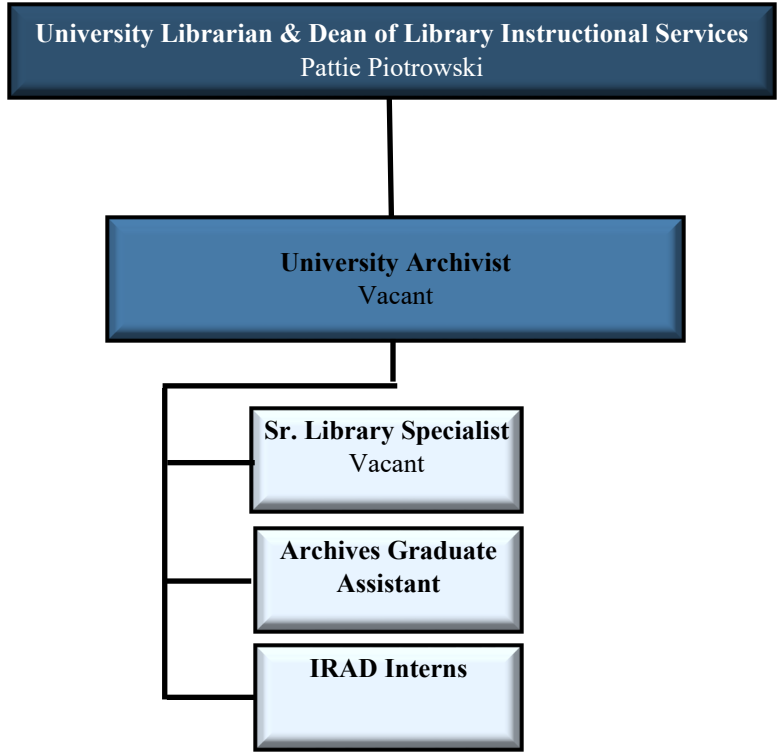 University Librarian & Dean of Library Instructional Services
Pattie Piotrowski
University Archivist
Vacant
Sr. Library Specialist
Vacant
Archives Graduate
Assistant
IRAD Interns